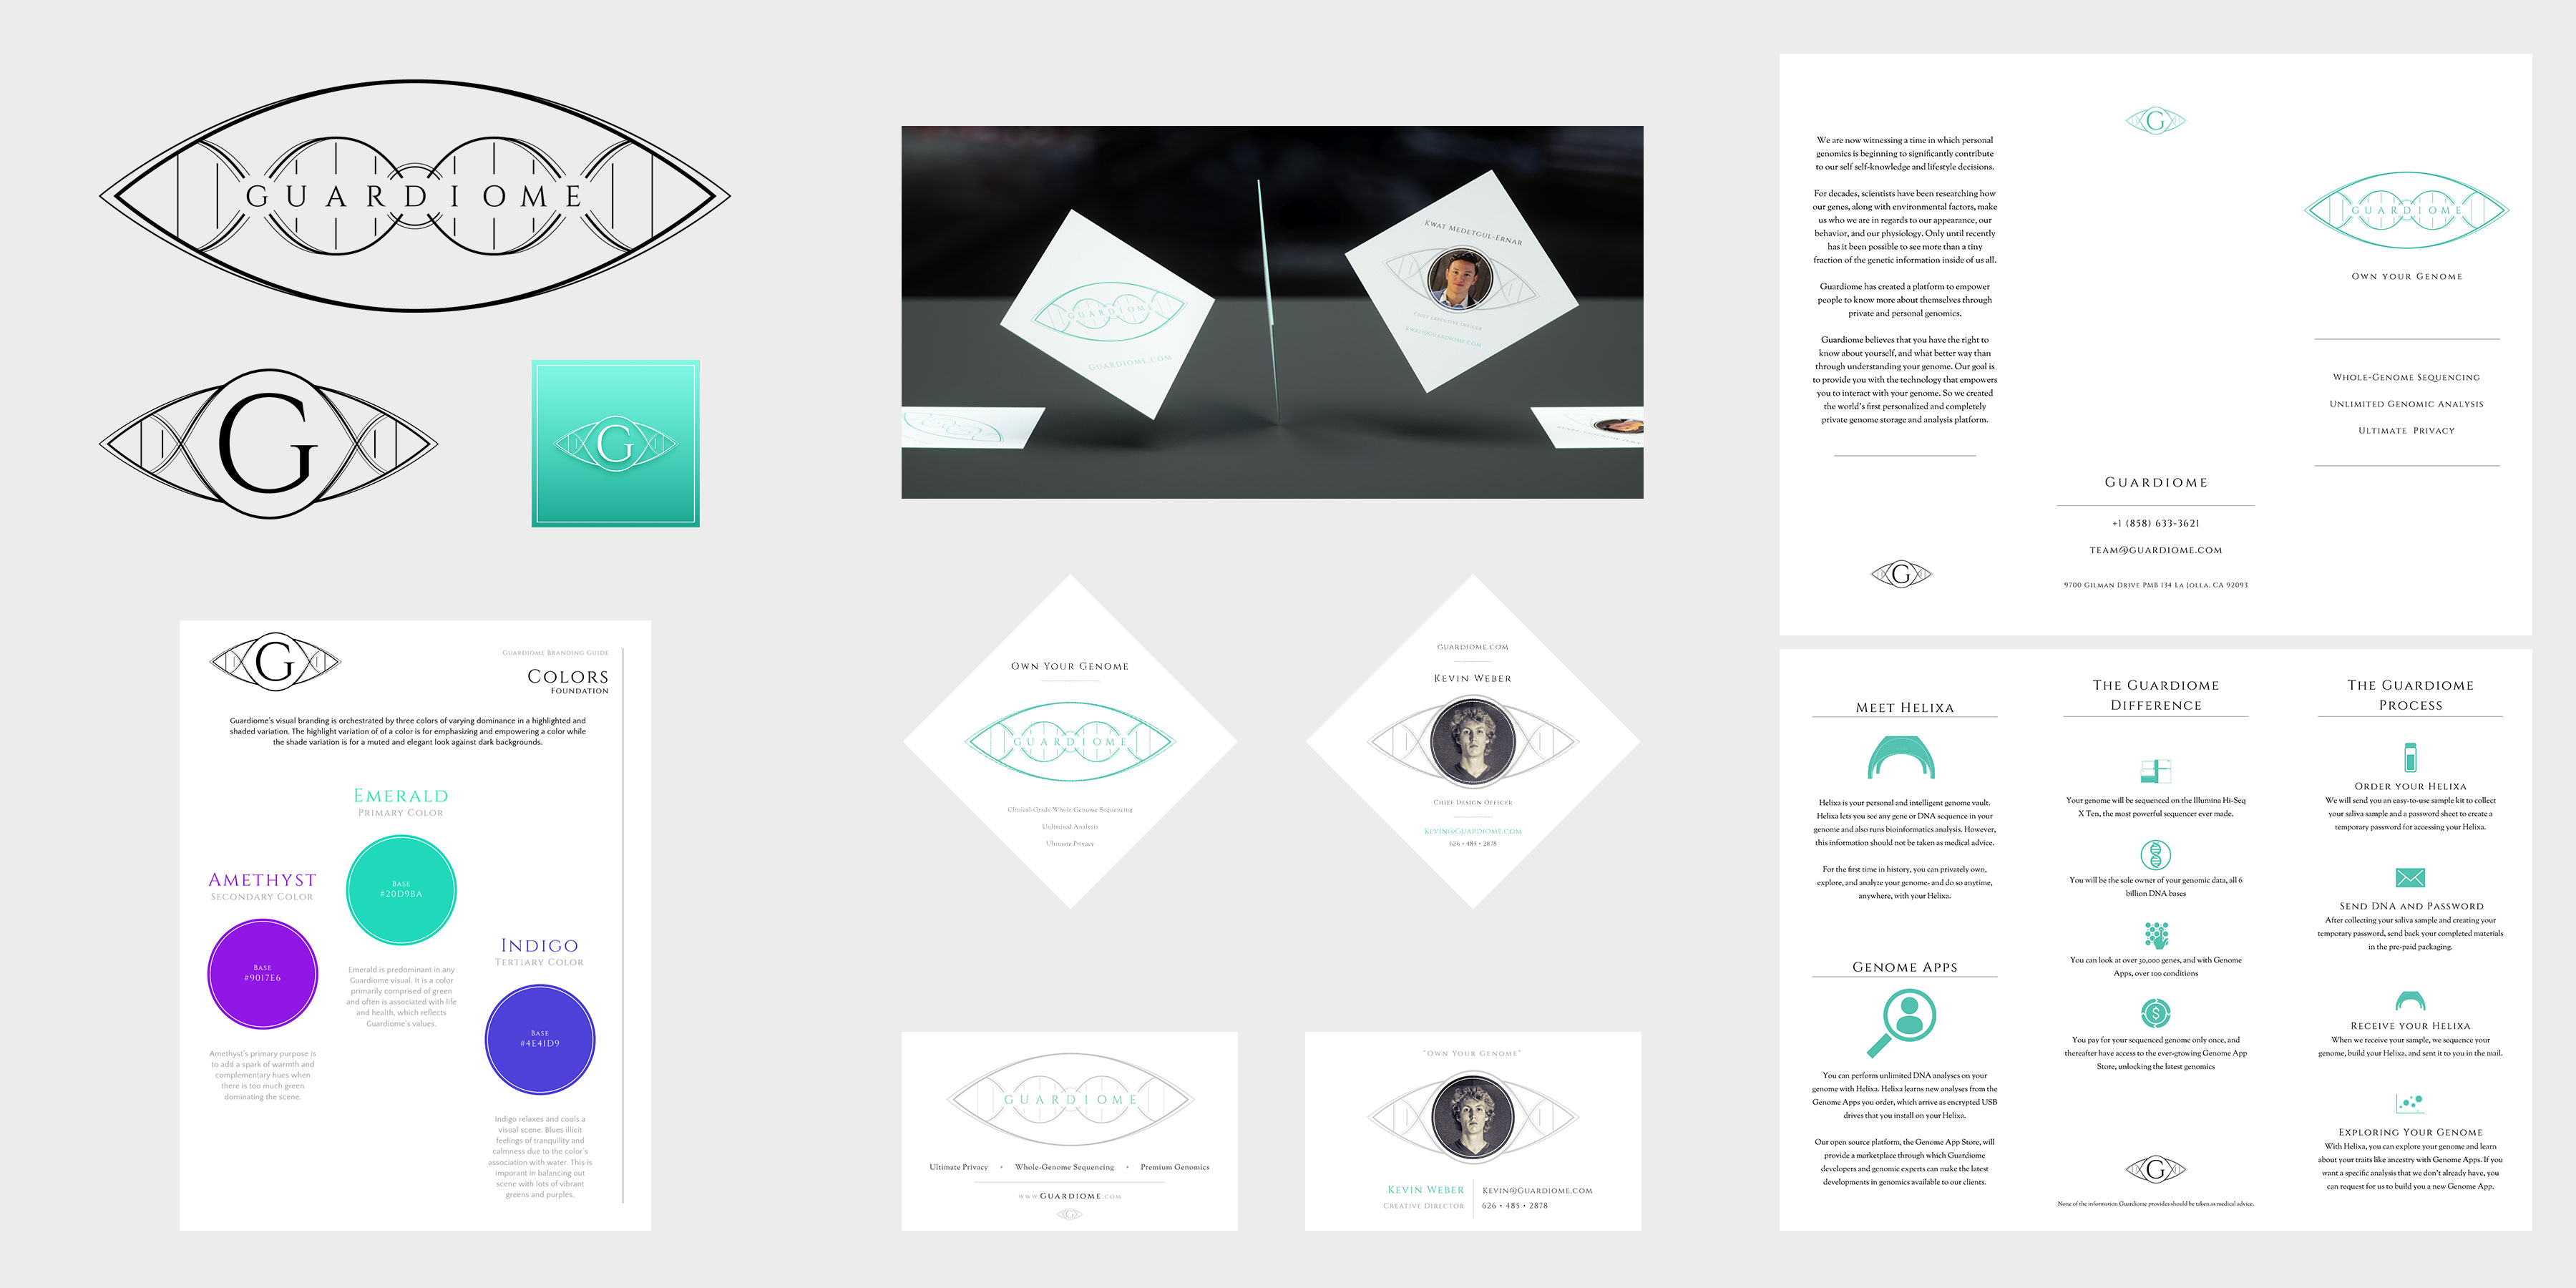 GUARDIOME
G
G
G
Guardiome Branding Guide
Colors
Foundation
Guardiome's visual branding is orchestrated by three colors of varying dominance in a highlighted and
shaded variation. The highlight variation of of a color is for emphasizing and empowering a color while
the shade variation is for a muted and elegant look against dark backgrounds.
Emerald
Primary Color
Base
#20D9BA
Emerald is predominant in any
Guardiome visual. It is a color
primarily comprised of green
and often is associated with life
and health, which reflects
Guardiome's values.
Amethyst
Secondary Color
Base
#9017E6
Amethyst's primary purpose is
to add a spark of warmth and
complementary hues when
there is too much green
dominating the scene.
Indigo
Tertiary Color
Base
#4E41D9
Indigo relaxes and cools a
visual scene. Blues illicit
feelings of tranquility and
calmness due to the color's
association with water. This is
imporant in balancing out
scene with lots of vibrant
greens and purples.
GUARDIOME
guardiome.com
Kwat Medetgul-Ernar
Chief Executive Officer
kwat@guardiome.com
Own Your Genome
GUARDIOME
Clinical-Grade Whole Genome Sequencing
Unlimited Analysis
Ultimate Privacy
guardiome.com
Kevin Weber
Chief Design Officer
Kevin@Guardiome.com
626 • 485 • 2878
GUARDIOME
Ultimate Privacy • Whole-Genome Sequencing • Premium Genomics
www.Guardiome.com
G
"Own Your Genome"
Kevin Weber
Creative Director
Kevin@Guardiome.com
626 • 485 • 2878
We are now witnessing a time in which personal
genomics is beginning to significantly contribute
to our self self-knowledge and lifestyle decisions.
For decades, scientists have been researching how
our genes, along with environmental factors, make
us who we are in regards to our appearance, our
behavior, and our physiology. Only until recently
has it been possible to see more than a tiny
fraction of the genetic information inside of us all.
Guardiome has created a platform to empower
people to know more about themselves through
private and personal genomics.
Guardiome believes that you have the right to
know about yourself, and what better way than
through understanding your genome. Our goal is
to provide you with the technology that empowers
you to interact with your genome. So we created
the world's first personalized and completely
private genome storage and analysis platform.
G
G
Guardiome
+1 (858) 633-3621
team@guardiome.com
9700 Gilman Drive PMB 134 La Jolla, CA 92093
GUARDIOME
Own your Genome
Whole-Genome Sequencing
Unlimited Genomic Analysis
Ultimate Privacy
Meet Helixa
Helixa is your personal and intelligent genome vault.
Helixa lets you see any gene or DNA sequence in your
genome and also runs bioinformatics analysis. However,
this information should not be taken as medical advice.
For the first time in history, you can privately own,
explore, and analyze your genome- and do so anytime,
anywhere, with your Helixa.
Genome Apps
You can perform unlimited DNA analyses on your
genome with Helixa. Helixa learns new analyses from the
Genome Apps you order, which arrive as encrypted USB
drives that you install on your Helixa.
Our open source platform, the Genome App Store, will
provide a marketplace through which Guardiome
developers and genomic experts can make the latest
developments in genomics available to our clients.
The Guardiome
Difference
Your genome will be sequenced on the Illumina Hi-Seq
X Ten, the most powerful sequencer ever made.
You will be the sole owner of your genomic data, all 6
billion DNA bases
You can look at over 30,000 genes, and with Genome
Apps, over 100 conditions
$
You pay for your sequenced genome only once, and
thereafter have access to the ever-growing Genome App
Store, unlocking the latest genomics
G
None of the information Guardiome provides should be taken as medical advice.
The Guardiome
Process
Order your Helixa
We will send you an easy-to-use sample kit to collect
your saliva sample and a password sheet to create a
temporary password for accessing your Helixa.
Send DNA and Password
After collecting your saliva sample and creating your
temporary password, send back your completed materials
in the pre-paid packaging.
Receive your Helixa
When we receive your sample, we sequence your
genome, build your Helixa, and sent it to you in the mail.
Exploring Your Genome
With Helixa, you can explore your genome and learn
about your traits like ancestry with Genome Apps. If you
want a specific analysis that we don't already have, you
can request for us to build you a new Genome App.